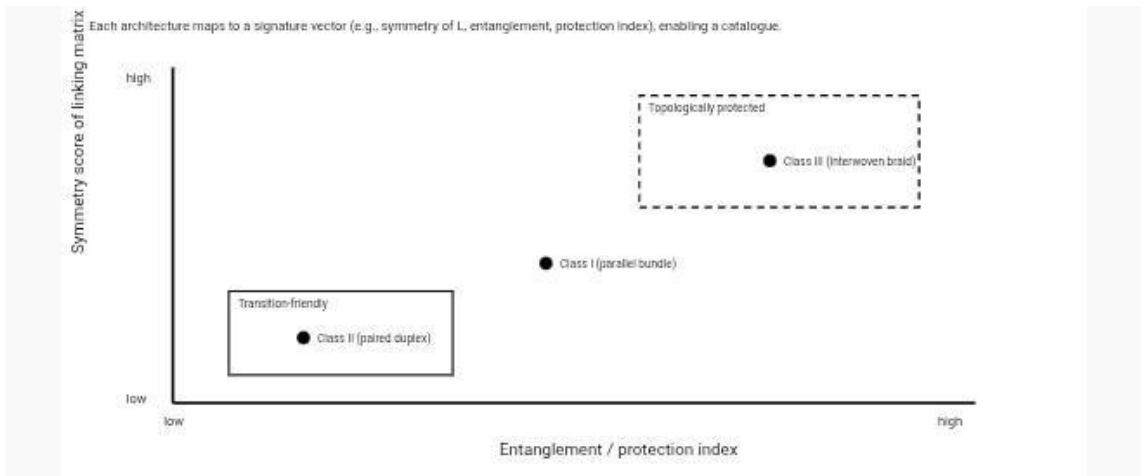 Each architecture maps to a signature vector (e.g., symmetry of L, entanglement, protection index), enabling a catalogue.
Symmetry score of linking matrix
high
Topologically protected
Class III (interwoven braid)
Class I (parallel bundle)
Transition-friendly
Class II (paired duplex)
low
low
high
Entanglement / protection index